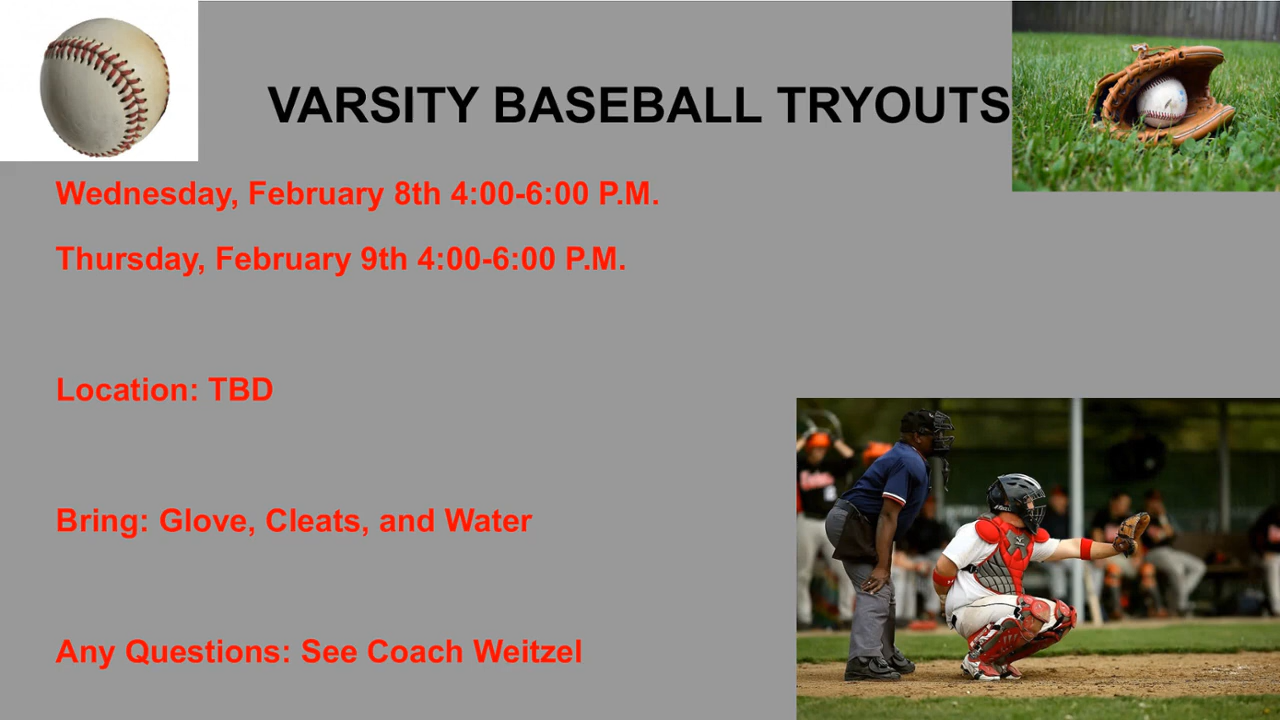 VARSITY BASEBALL TRYOUTS
Wednesday, February 8th 4:00-6:00 P.M.
Thursday, February 9th 4:00-6:00 P.M.
Location: TBD
Bring: Glove, Cleats, and Water
Any Questions: See Coach Weitzel